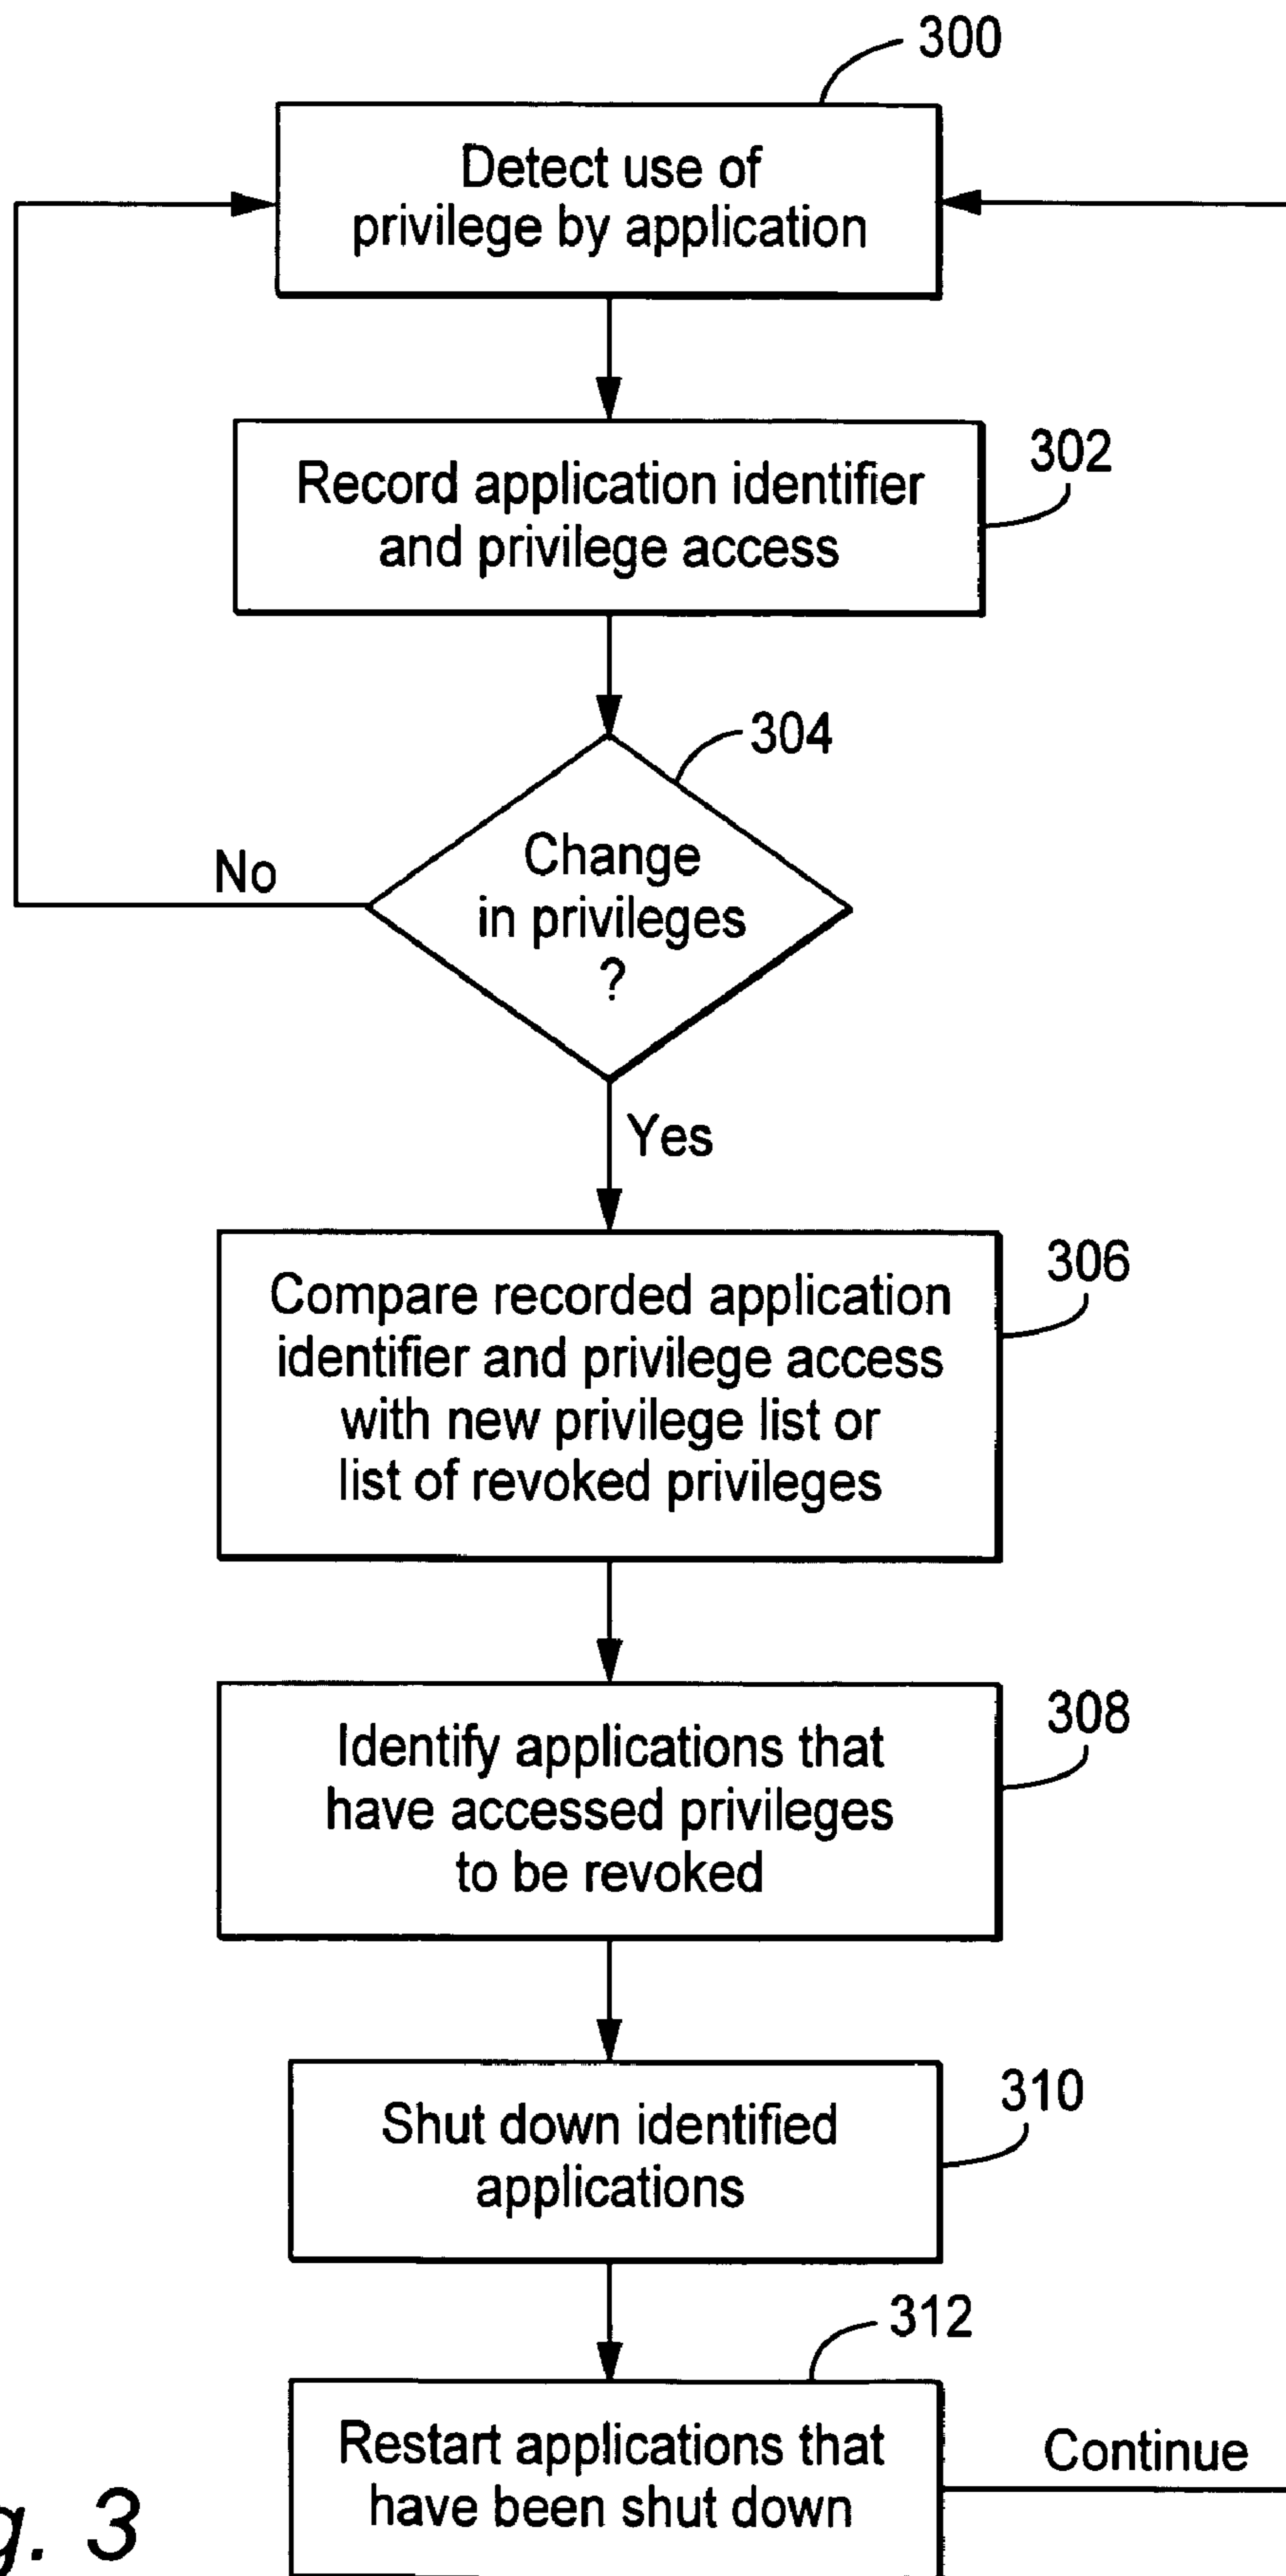 300
Detect use of
privilege by application
302
Record application identifier
and privilege access
304
Change
in privileges
?
No
Yes
306
Compare recorded application
identifier and privilege access
with new privilege list or
list of revoked privileges
308
Identify applications that
have accessed privileges
to be revoked
310
Shut down identified
applications
312
Restart applications that
have been shut down
Continue
g. 3